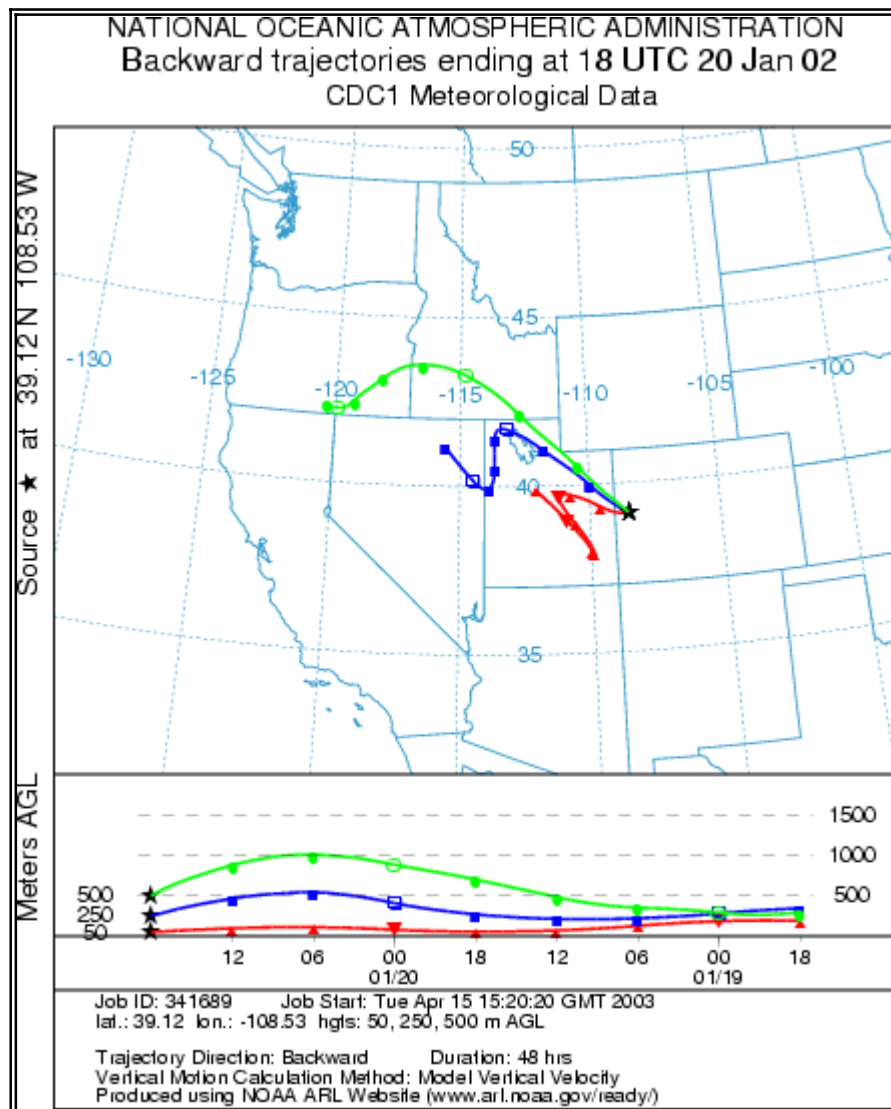 NATIONAL OCEANIC ATMOSPHERIC ADMINISTRATION
Backward trajectories ending at 18 UTC 20 Jan 02
CDC1 Meteorological Data
Source ★ at 39.12 N 108.53 W
50
45
-130
-125
-120
-115
-110
-105
-100
40
35
Meters AGL
1500
1000
500
500
250
50
12 06 00 18 12 06 00 18
01/20 01/19
Job ID: 341689 Job Start: Tue Apr 15 15:20:20 GMT 2003
lat.: 39.12 lon.: -108.53 hgts: 50, 250, 500 m AGL
Trajectory Direction: Backward Duration: 48 hrs
Vertical Motion Calculation Method: Model Vertical Velocity
Produced using NOAA ARL Website (www.arl.noaa.gov/ready/)